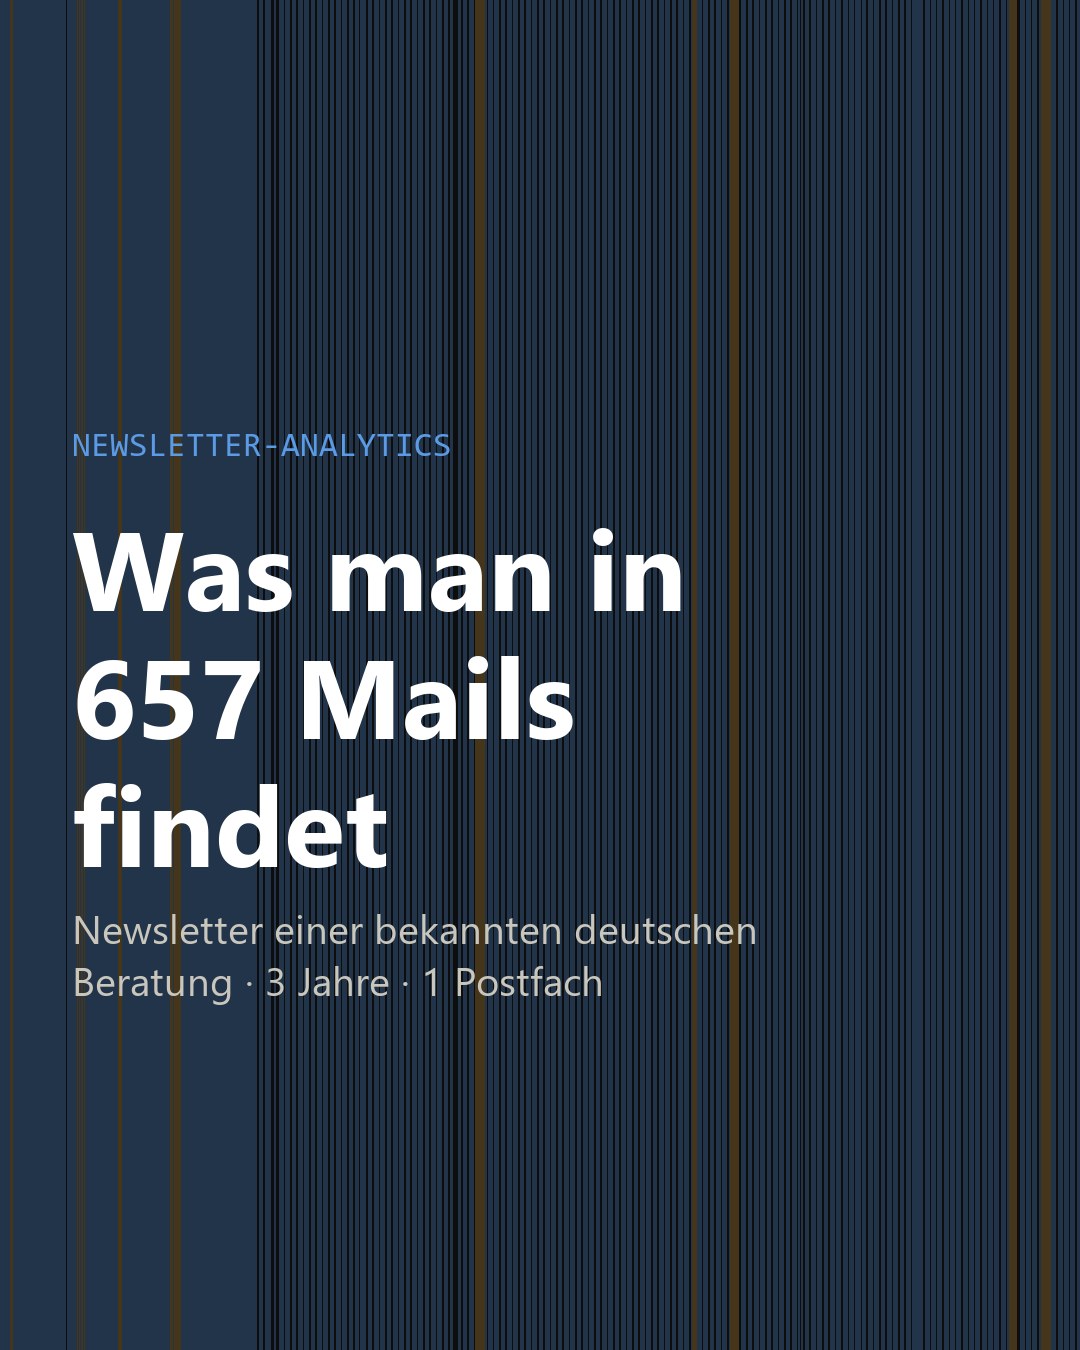 NEWSLETTER-ANALYTICS
Was man in
657 Mails
findet
Newsletter einer bekannten deutschen
Beratung · 3 Jahre · 1 Postfach